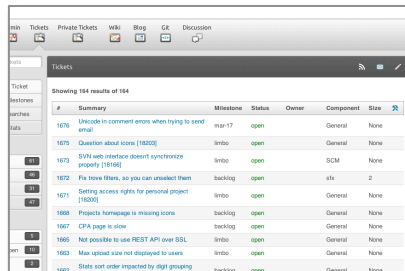 min Tickets Private Tickets Wiki Blog Git Discussion
Tickets
Ticket
ilestones
earches
tats
61
46
31
47
5
pen 10
2
Showing 164 results of 164
# Summary Milestone Status Owner Component Size
1676 Unicode in comment errors when trying to send email mar-17 open General None
1675 Question about icons [18203] limbo open General None
1673 SVN web interface doesn't synchronize property [18166] limbo open SCM None
1672 Fix trove filters, so you can unselect them backlog open sfx 2
1671 Setting access rights for personal project [18200] limbo open General None
1668 Projects homepage is missing icons backlog open General None
1667 CPA page is slow backlog open General None
1665 Not possible to use REST API over SSL limbo open General None
1663 Max upload size not displayed to users limbo open General None
1662 Stats sort order impacted by digit grouping backlog open General None